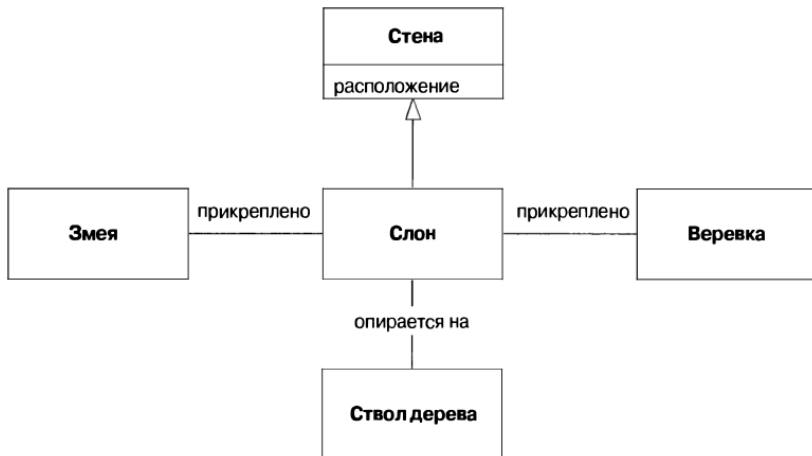 Стена
расположение
Змея
прикреплено
Слон
прикреплено
Веревка
опирается на
Ствол дерева